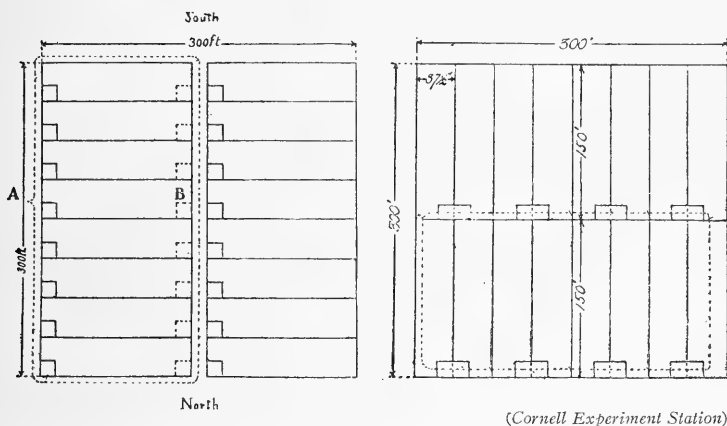 South
300ft
A
B
300ft
North
300'
37½'
150'
300'
150'
(Cornell Experiment Station)